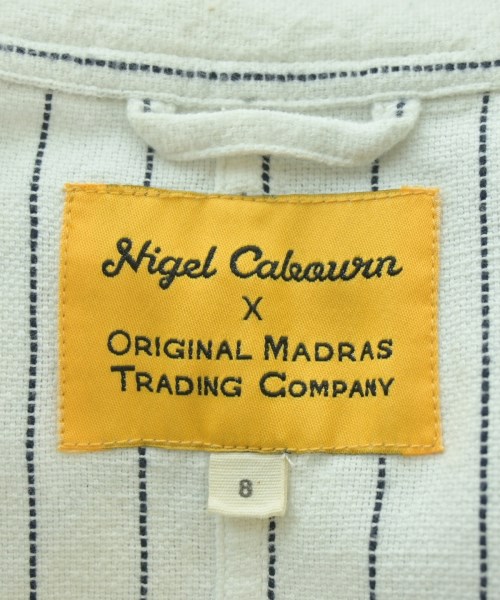 Nigel Cabourn
X
ORIGINAL MADRAS
TRADING COMPANY
8